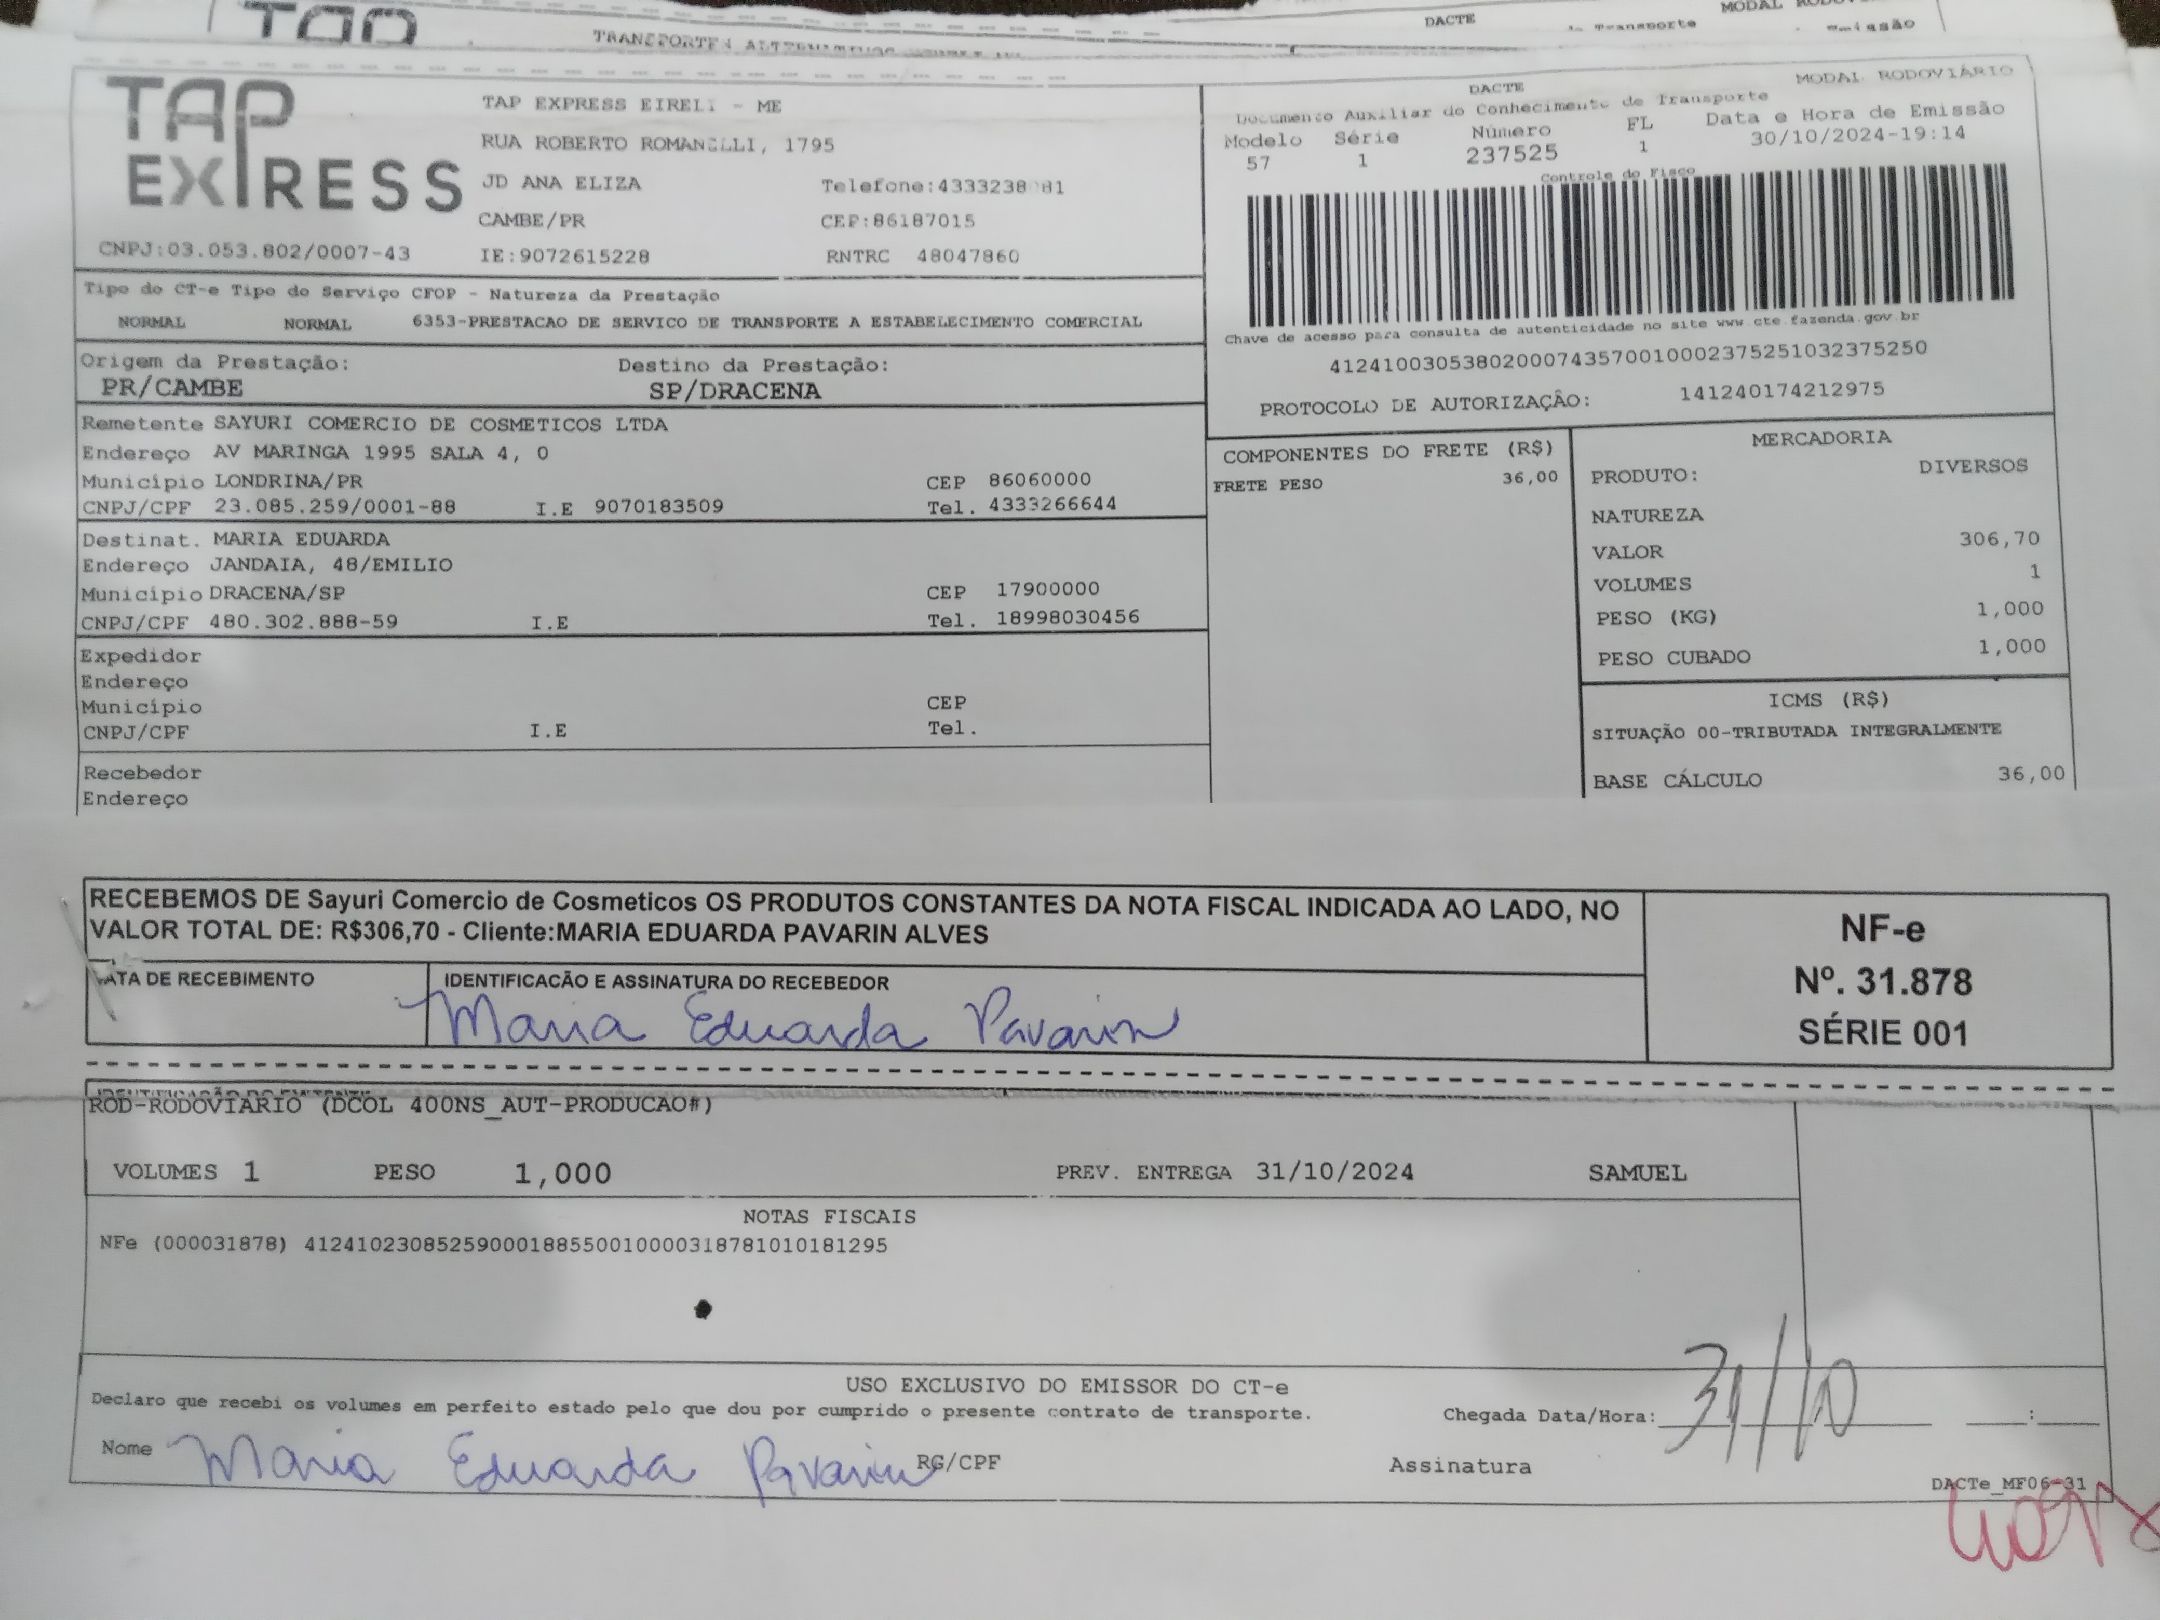 TAP
DACTE
MODAL
TAP EXPRESS
TAP EXPRESS EIRELI - ME
RUA ROBERTO ROMANELLI, 1795
JD ANA ELIZA
CAMBE/PR
CEP:86187015
CNPJ:03.053.802/0007-43
IE:9072615228
RNTRC 48047860
DACTE
MODAL RODOVIÁRIO
Documento Auxiliar do Conhecimento de Transporte
Modelo Série Número FL Data e Hora de Emissão
57 1 237525 1 30/10/2024-19:14
Controle do Fisco
Chave de acesso para consulta de autenticidade no site www.cte.fazenda.gov.br
41241003053802000743570010002375251032375250
PROTOCOLO DE AUTORIZAÇÃO: 141240174212975
Tipo do CT-e Tipo do Serviço CFOP - Natureza da Prestação
NORMAL NORMAL 6353-PRESTACAO DE SERVICO DE TRANSPORTE A ESTABELECIMENTO COMERCIAL
Origem da Prestação: Destino da Prestação:
PR/CAMBE SP/DRACENA
Remetente SAYURI COMERCIO DE COSMETICOS LTDA
Endereço AV MARINGA 1995 SALA 4, 0
Município LONDRINA/PR CEP 86060000
CNPJ/CPF 23.085.259/0001-88 I.E 9070183509 Tel. 4333266644
Destinat. MARIA EDUARDA
Endereço JANDAIA, 48/EMILIO
Município DRACENA/SP CEP 17900000
CNPJ/CPF 480.302.888-59 I.E Tel. 18998030456
Expedidor
Endereço
Município CEP
CNPJ/CPF I.E Tel.
Recebedor
Endereço
COMPONENTES DO FRETE (R$)
FRETE PESO 36,00
MERCADORIA
PRODUTO: DIVERSOS
NATUREZA
VALOR 306,70
VOLUMES 1
PESO (KG) 1,000
PESO CUBADO 1,000
ICMS (R$)
SITUAÇÃO 00-TRIBUTADA INTEGRALMENTE
BASE CÁLCULO 36,00
RECEBEMOS DE Sayuri Comercio de Cosmeticos OS PRODUTOS CONSTANTES DA NOTA FISCAL INDICADA AO LADO, NO
VALOR TOTAL DE: R$306,70 - Cliente:MARIA EDUARDA PAVARIN ALVES
ATA DE RECEBIMENTO
IDENTIFICACÃO E ASSINATURA DO RECEBEDOR
Maria Eduarda Pavarin
NF-e
Nº. 31.878
SÉRIE 001
ROD-RODOVIARIO (DCOL 400NS_AUT-PRODUCAO#)
VOLUMES 1 PESO 1,000 PREV. ENTREGA 31/10/2024 SAMUEL
NOTAS FISCAIS
NFe (000031878) 41241023085259000188550010000318781010181295
USO EXCLUSIVO DO EMISSOR DO CT-e
Declaro que recebi os volumes em perfeito estado pelo que dou por cumprido o presente contrato de transporte.
Chegada Data/Hora: 31/10 :
Nome Maria Eduarda Pavarin RG/CPF Assinatura
DACTe_MF06-31